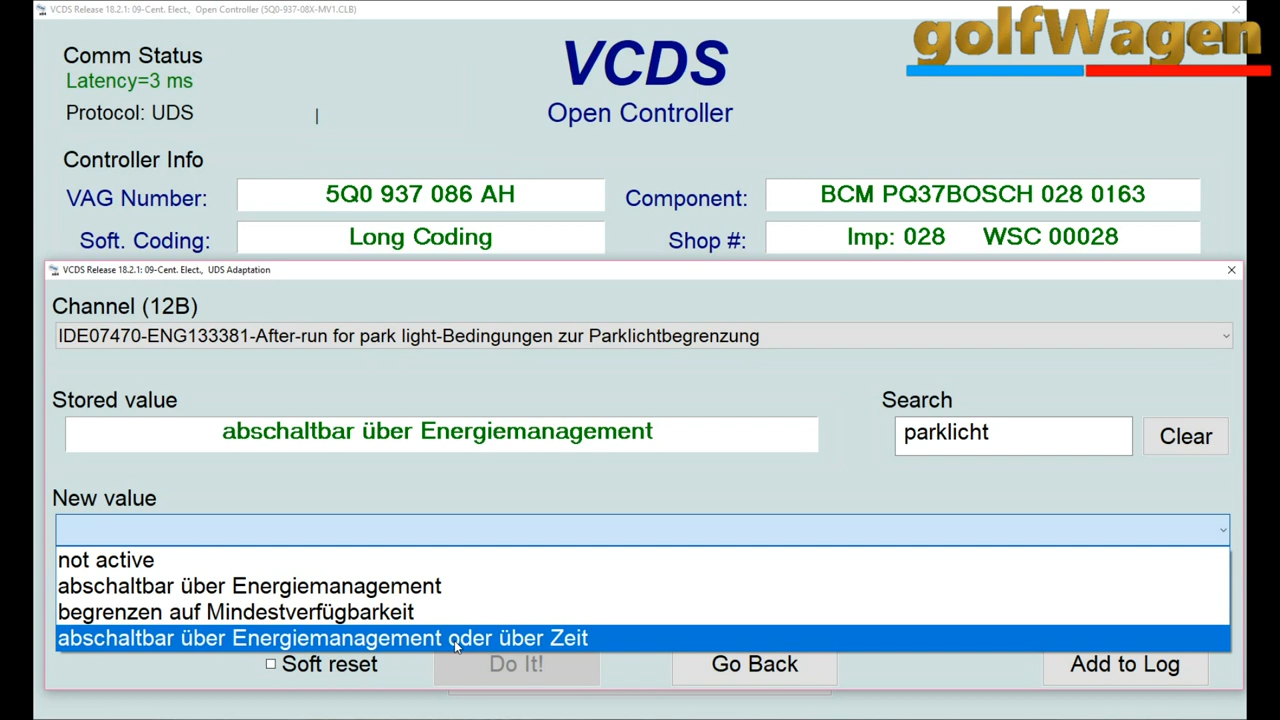 VCDS Release 18.2.1: 09-Cent. Elect., Open Controller (5Q0-937-08X-MV1.CLB)
golfWagen
Comm Status
Latency=3 ms
Protocol: UDS
|
VCDS
Open Controller
Controller Info
VAG Number: 5Q0 937 086 AH Component: BCM PQ37BOSCH 028 0163
Soft. Coding: Long Coding Shop #: Imp: 028 WSC 00028
VCDS Release 18.2.1: 09-Cent. Elect., UDS Adaptation
Channel (12B)
IDE07470-ENG133381-After-run for park light-Bedingungen zur Parklichtbegrenzung
Stored value
abschaltbar über Energiemanagement
Search
parklicht
Clear
New value
not active
abschaltbar über Energiemanagement
begrenzen auf Mindestverfügbarkeit
abschaltbar über Energiemanagement oder über Zeit
Soft reset Do It! Go Back Add to Log